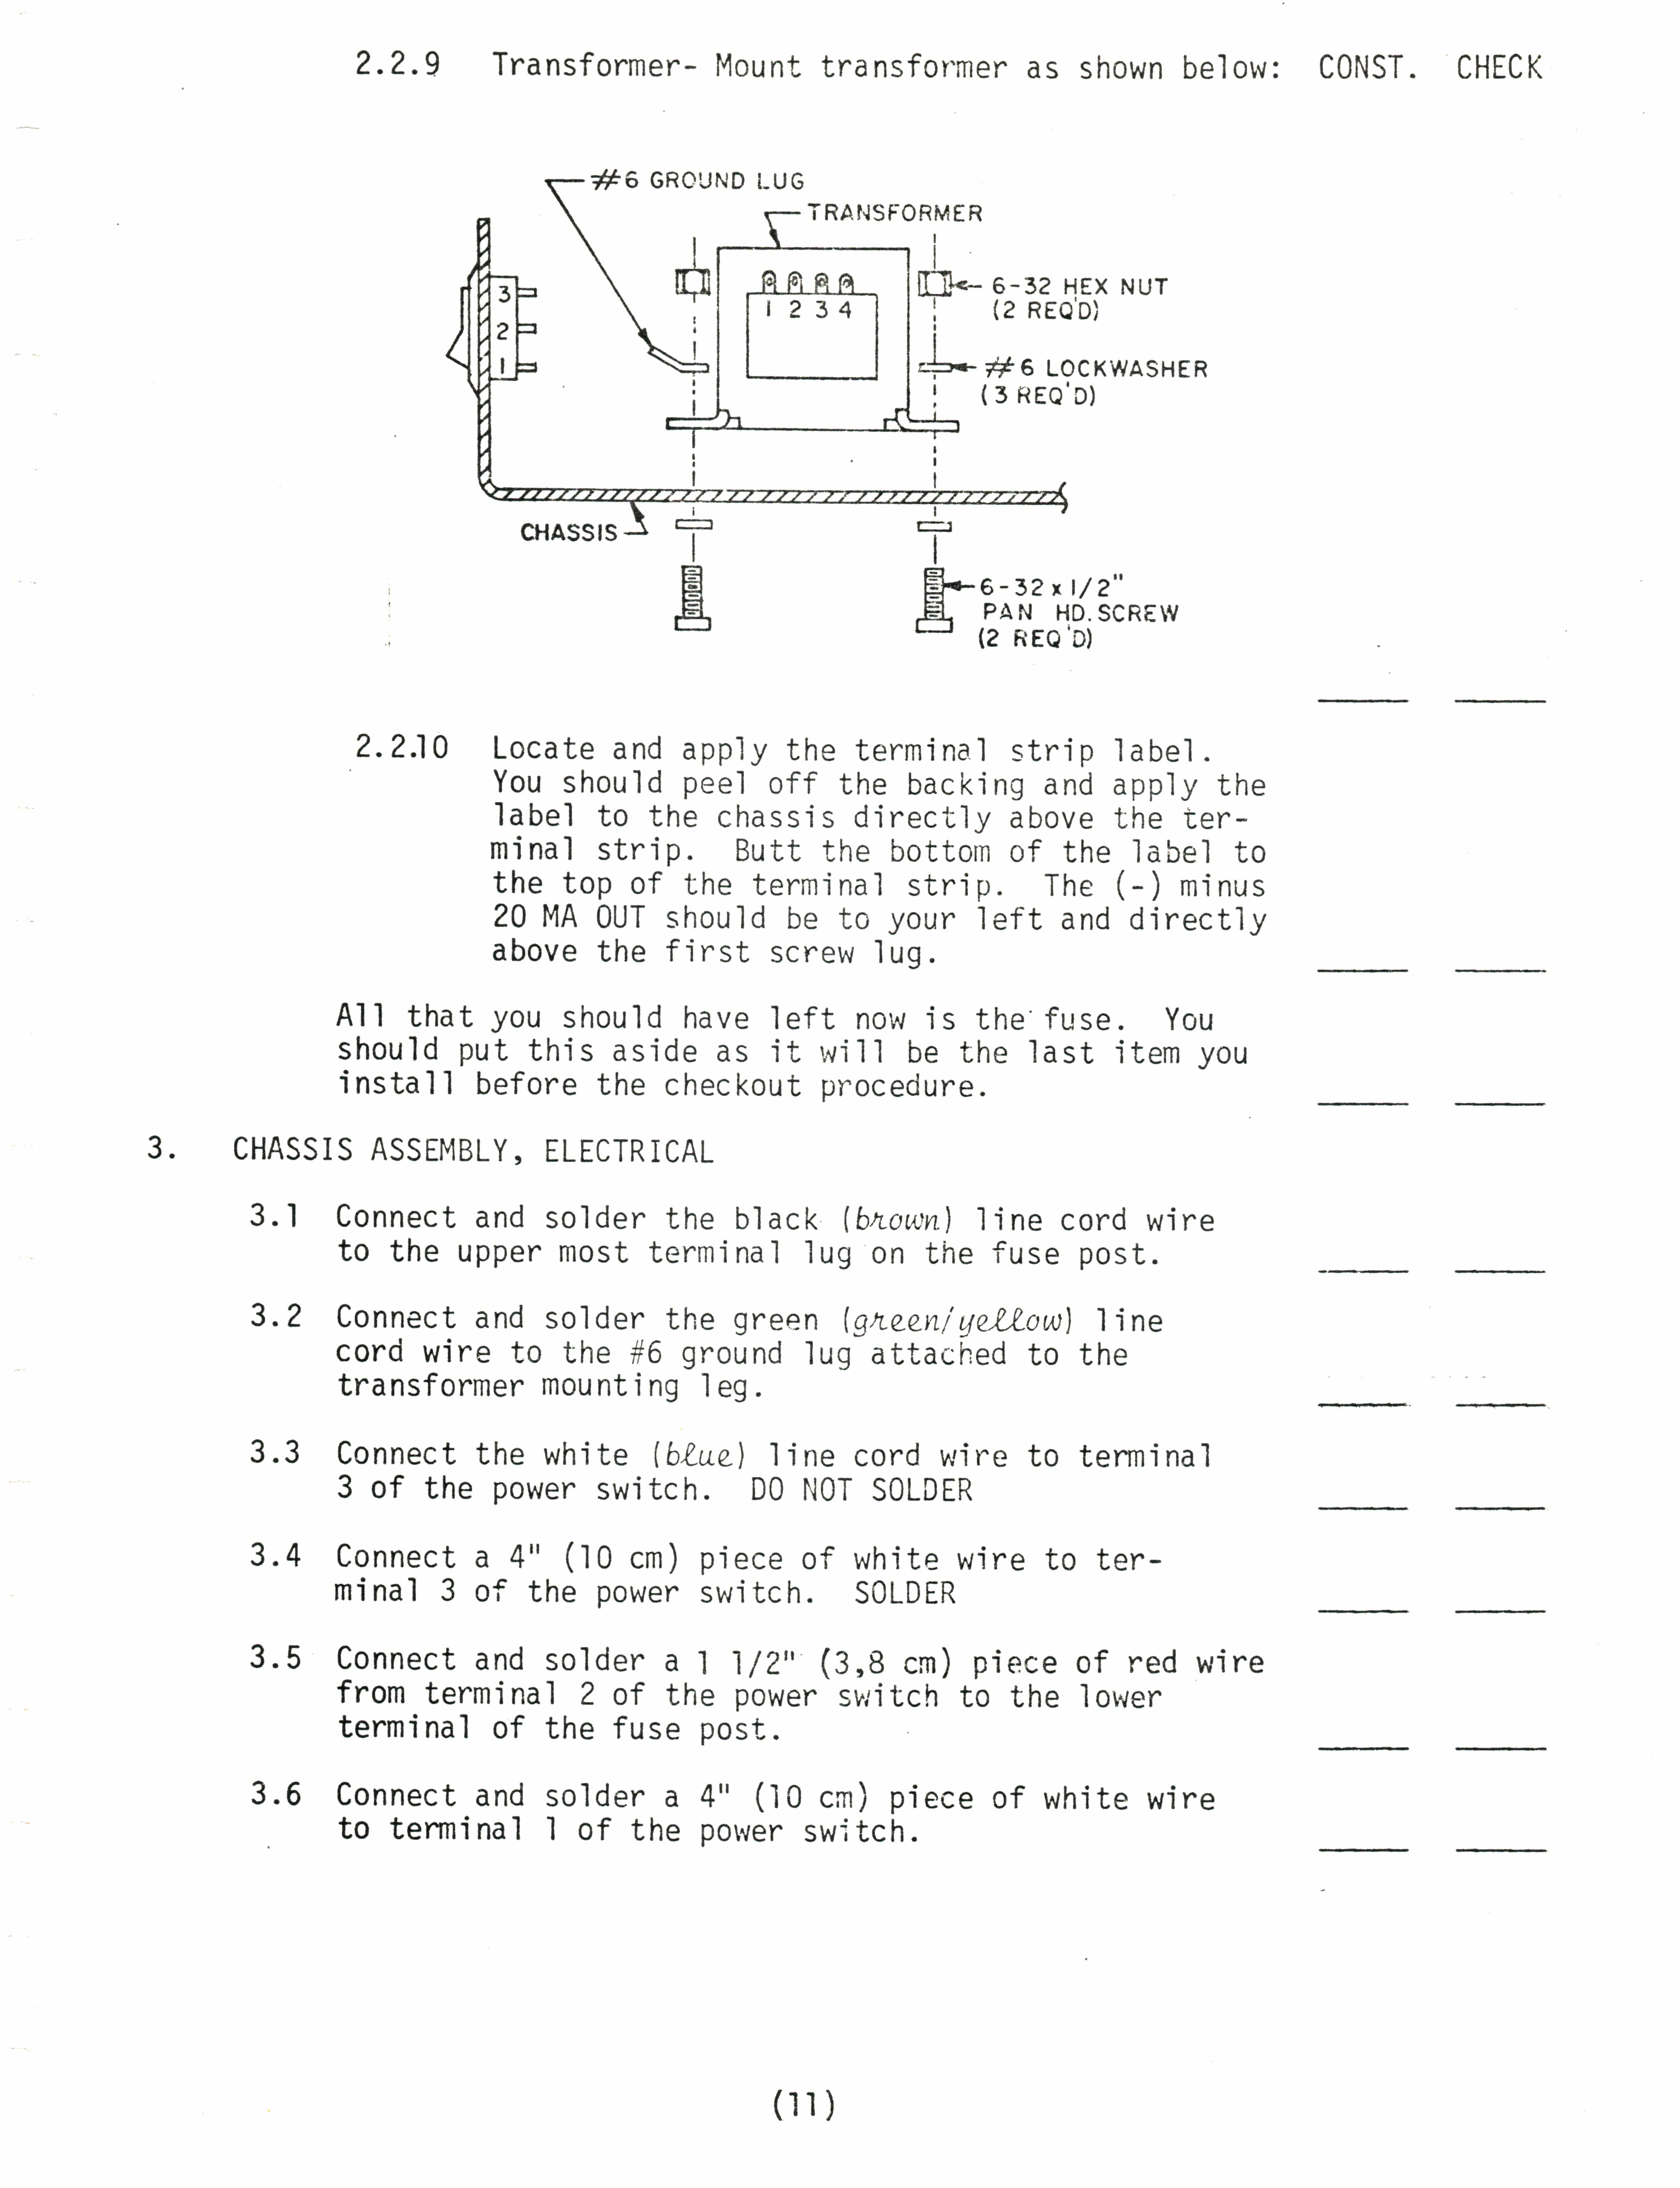 2.2.9 Transformer- Mount transformer as shown below: CONST. CHECK
#6 GROUND LUG
TRANSFORMER
3
2
1
1 2 3 4
6-32 HEX NUT
(2 REQ'D)
#6 LOCKWASHER
(3 REQ'D)
CHASSIS
6-32 x 1/2"
PAN HD. SCREW
(2 REQ'D)
2.2.10 Locate and apply the terminal strip label.
You should peel off the backing and apply the
label to the chassis directly above the ter-
minal strip. Butt the bottom of the label to
the top of the terminal strip. The (-) minus
20 MA OUT should be to your left and directly
above the first screw lug.
All that you should have left now is the fuse. You
should put this aside as it will be the last item you
install before the checkout procedure.
3. CHASSIS ASSEMBLY, ELECTRICAL
3.1 Connect and solder the black (brown) line cord wire
to the upper most terminal lug on the fuse post.
3.2 Connect and solder the green (green/yellow) line
cord wire to the #6 ground lug attached to the
transformer mounting leg.
3.3 Connect the white (blue) line cord wire to terminal
3 of the power switch. DO NOT SOLDER
3.4 Connect a 4" (10 cm) piece of white wire to ter-
minal 3 of the power switch. SOLDER
3.5 Connect and solder a 1 1/2" (3,8 cm) piece of red wire
from terminal 2 of the power switch to the lower
terminal of the fuse post.
3.6 Connect and solder a 4" (10 cm) piece of white wire
to terminal 1 of the power switch.
(11)